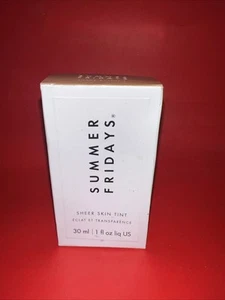 SUMMER
FRIDAYS®
SHEER SKIN TINT
ÉCLAT ET TRANSPARENCE
30 ml | 1 fl oz liq US